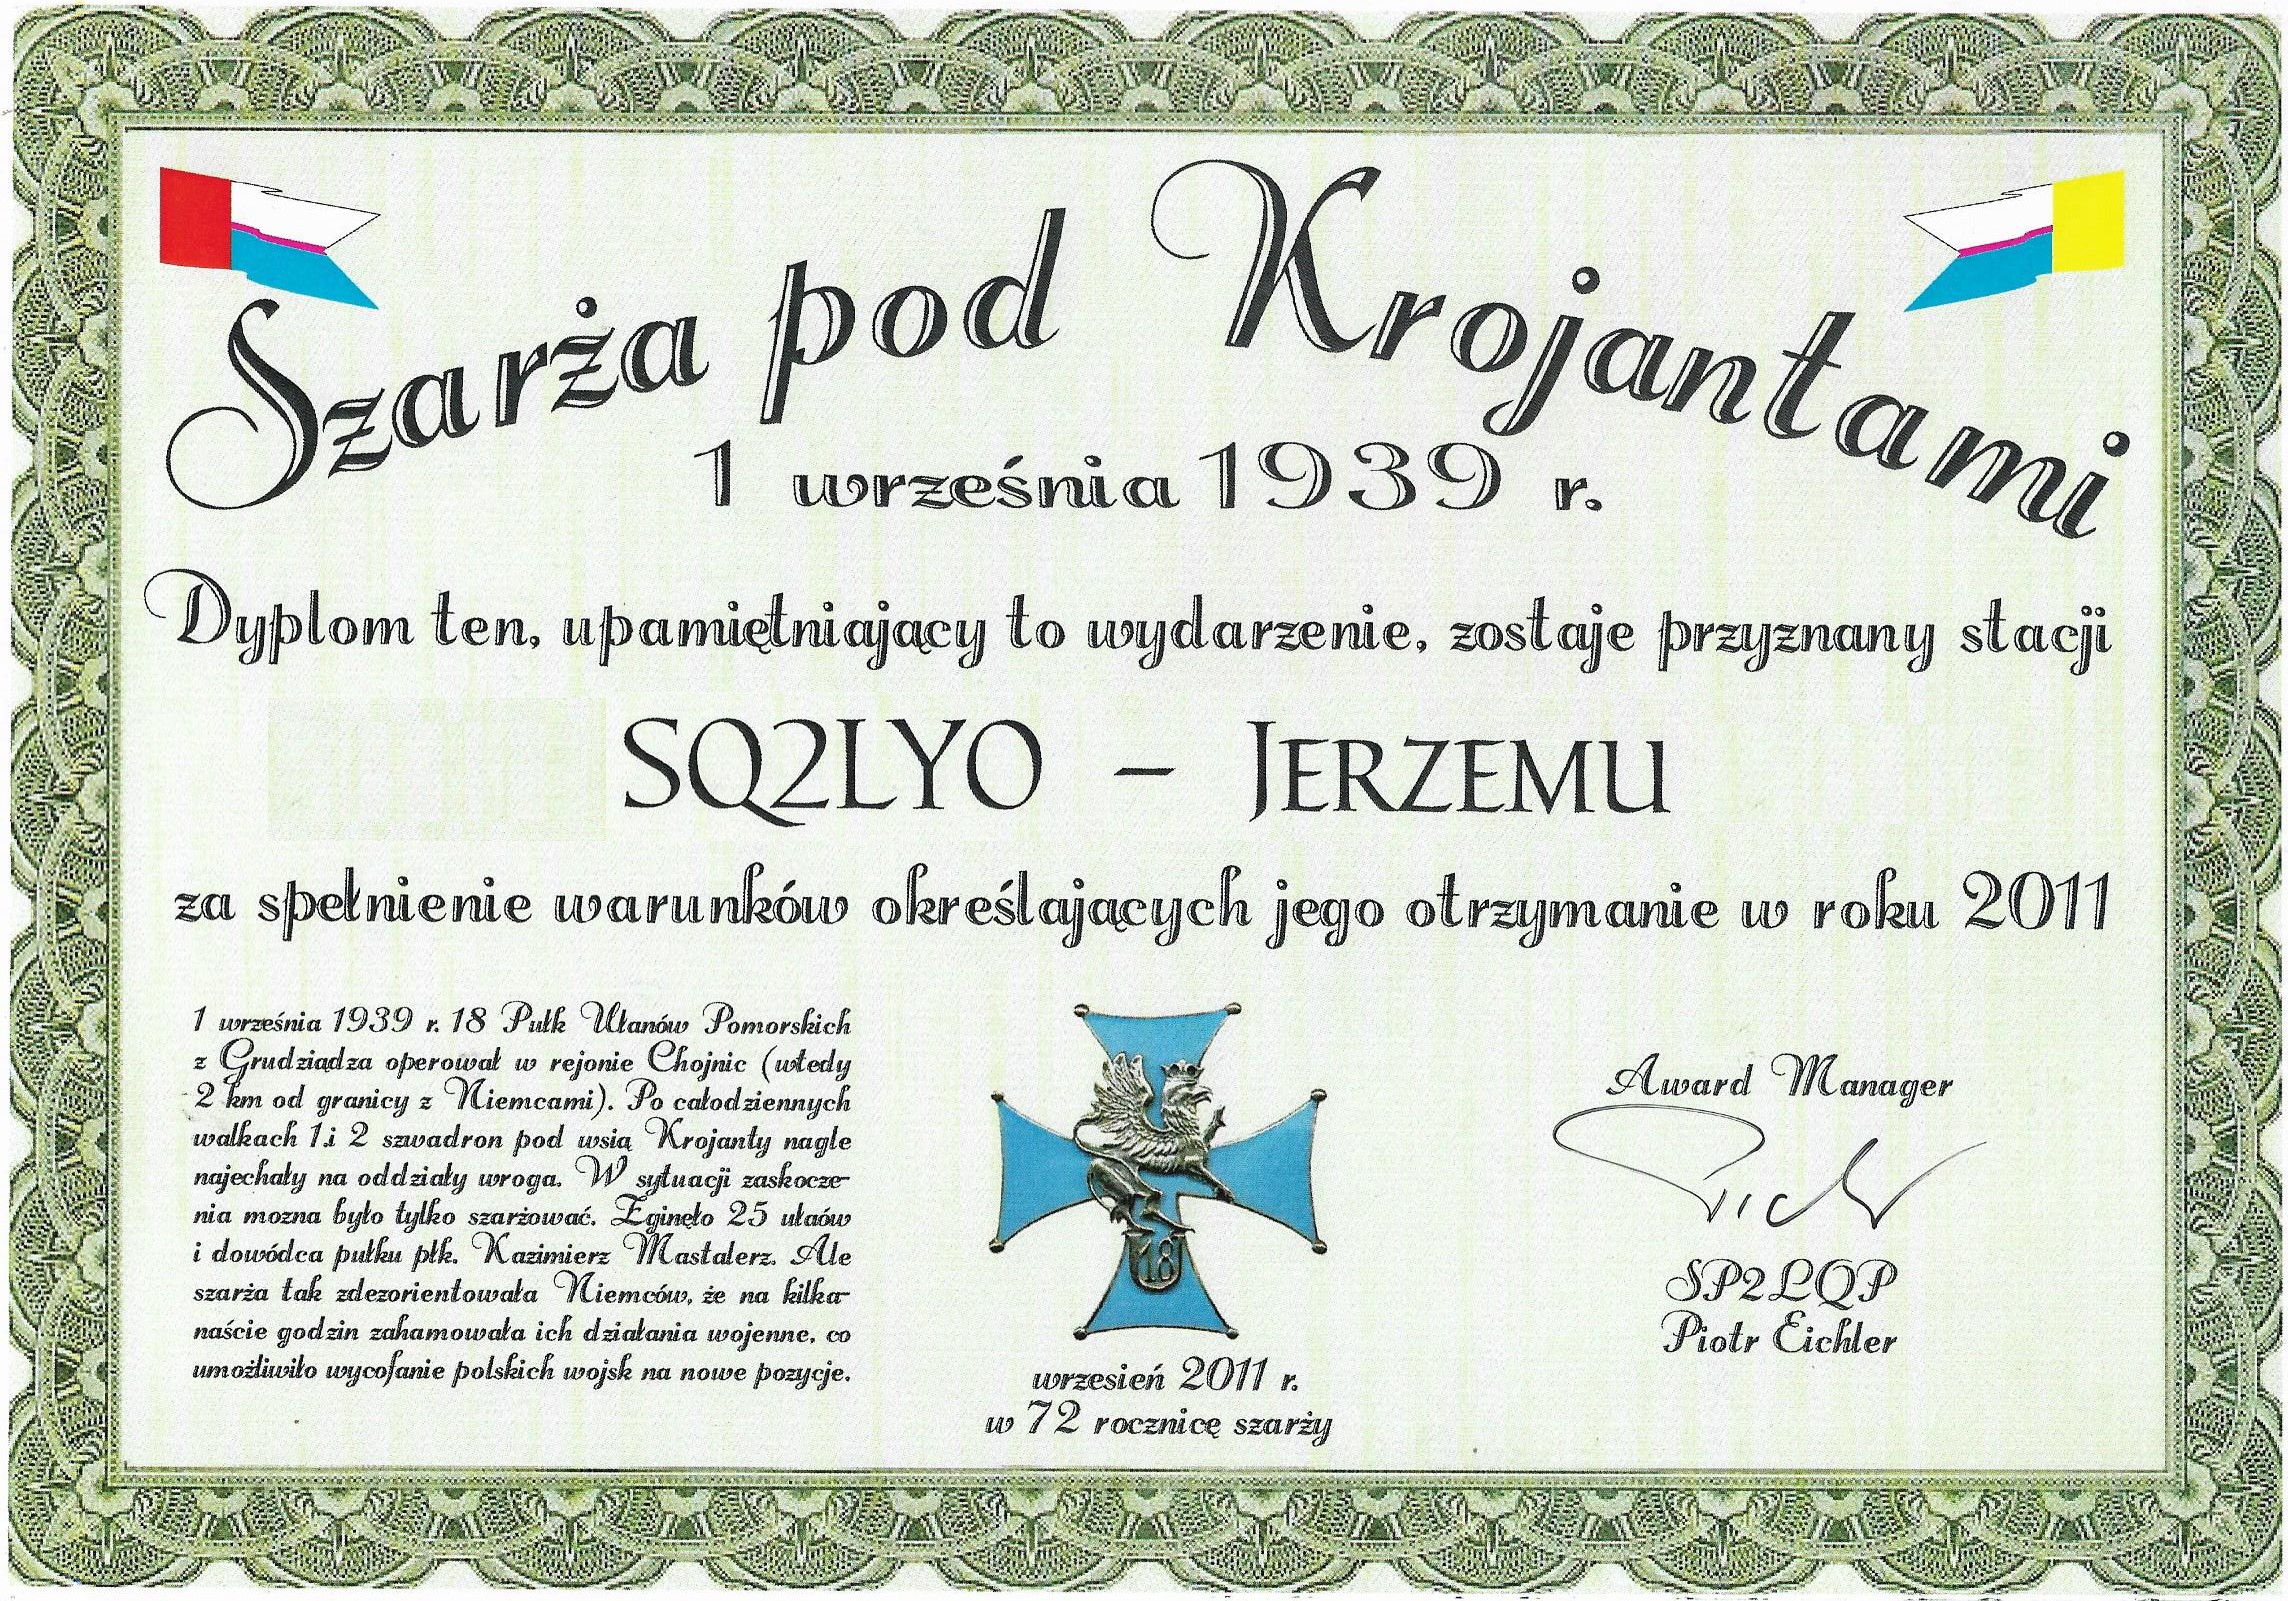 Szarża pod Krojantami
1 września 1939 r.
Dyplom ten, upamiętniający to wydarzenie, zostaje przyznany stacji
SQ2LYO – JERZEMU
za spełnienie warunków określających jego otrzymanie w roku 2011
1 września 1939 r. 18 Pułk Ułanów Pomorskich
z Grudziądza operował w rejonie Chojnic (wtedy
2 km od granicy z Niemcami). Po całodziennych
walkach 1.i 2 szwadron pod wsią Krojanty nagle
najechały na oddziały wroga. W sytuacji zaskocze-
nia mozna było tylko szarżować. Zginęło 25 ułaów
i dowódca pułku płk. Kazimierz Mastalerz. Ale
szarża tak zdezorientowała Niemców, że na kilka-
naście godzin zahamowała ich działania wojenne, co
umożliwiło wycofanie polskich wojsk na nowe pozycje.
18
wrzesień 2011 r.
w 72 rocznicę szarży
Award Manager
SP2LQP
Piotr Eichler